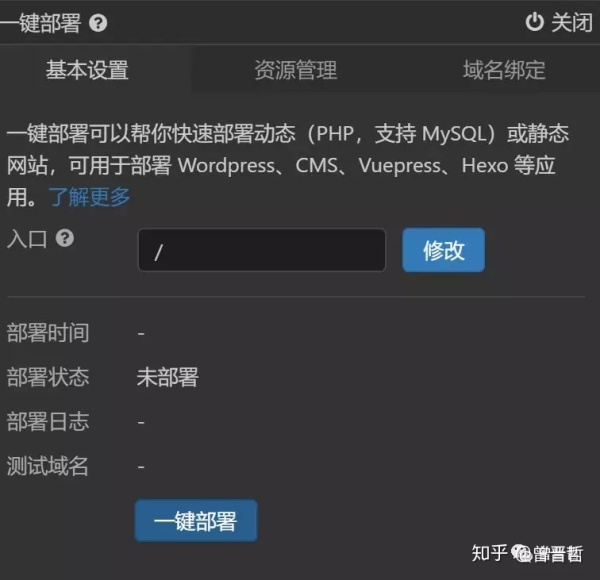 一键部署 ?
关闭
基本设置 资源管理 域名绑定
一键部署可以帮你快速部署动态（PHP，支持 MySQL）或静态
网站，可用于部署 Wordpress、CMS、Vuepress、Hexo 等应
用。了解更多
入口 ? / 修改
部署时间 -
部署状态 未部署
部署日志 -
测试域名 -
一键部署
知乎 @曾晋哲